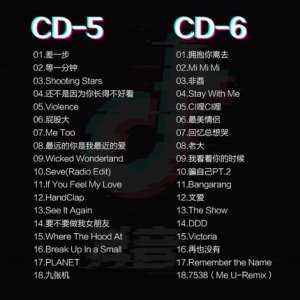 CD-5
01.差一步
02.等一分钟
03.Shooting Stars
04.还不是因为你长得不好看
05.Violence
06.屁股大
07.Me Too
08.最远的你是我最近的爱
09.Wicked Wonderland
10.Seve(Radio Edit)
11.If You Feel My Love
12.HandClap
13.See It Again
14.要不要做我女朋友
15.Where The Hood At
16.Break Up In a Small
17.PLANET
18.九张机
CD-6
01.拥抱你离去
02.Mi Mi Mi
03.非酋
04.Stay With Me
05.Ci哩Ci哩
06.最美情侣
07.回忆总想哭
08.老大
09.我看着你的时候
10.骗自己PT.2
11.Bangarang
12.文爱
13.The Show
14.DDD
15.Victoria
16.再也没有
17.Remember the Name
18.7538（Me U-Remix）